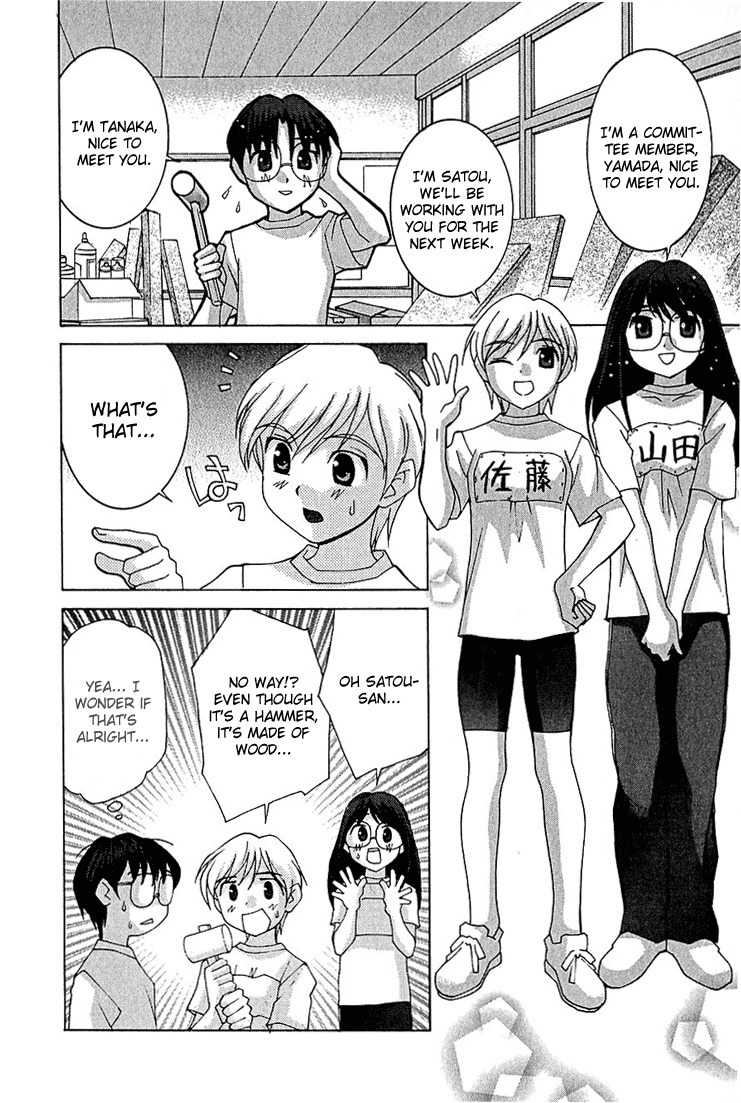 I'M A COMMIT-
TEE MEMBER,
YAMADA, NICE
TO MEET YOU.
I'M SATOU,
WE'LL BE
WORKING WITH
YOU FOR THE
NEXT WEEK.
I'M TANAKA,
NICE TO
MEET YOU.
山田
佐藤
WHAT'S
THAT...
はっ
OH SATOU-
SAN...
NO WAY!?
EVEN THOUGH
IT'S A HAMMER,
IT'S MADE OF
WOOD...
YEA... I
WONDER IF
THAT'S
ALRIGHT...